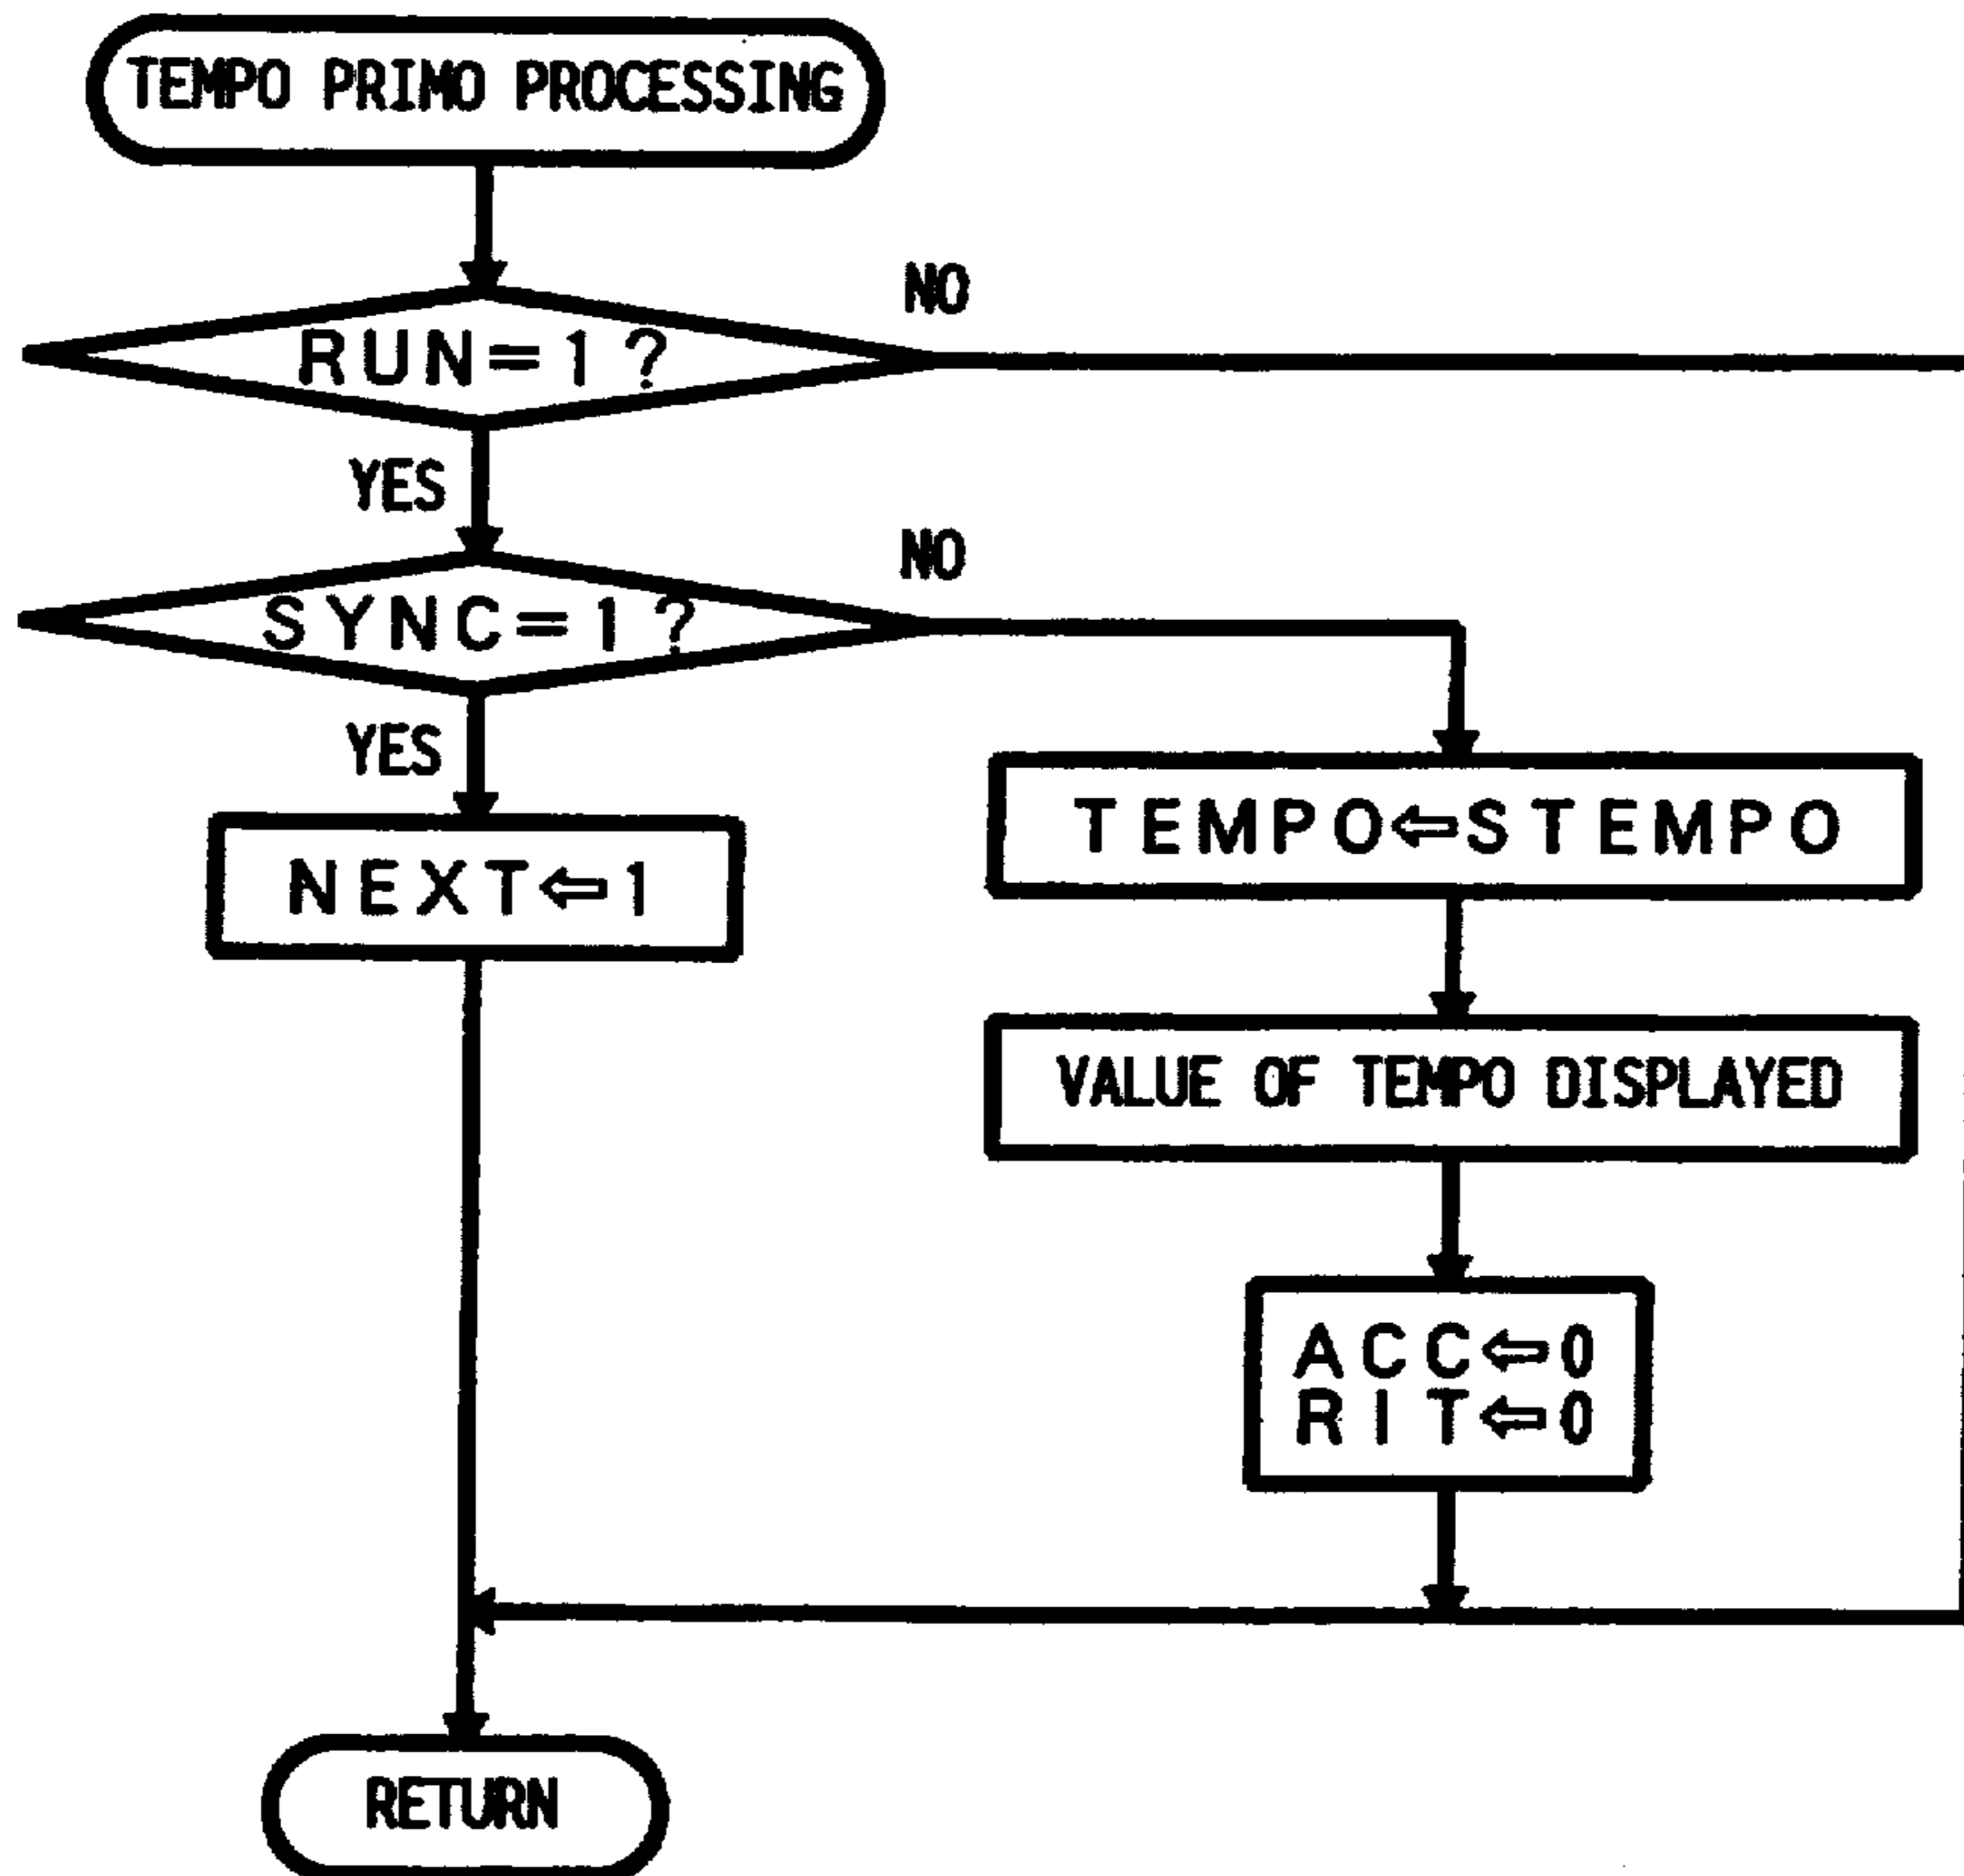 TEMPO PRIMO PROCESSING
NO
RUN=1?
YES
NO
SYNC=1?
YES
TEMPO⇦STEMPO
NEXT⇦1
VALUE OF TEMPO DISPLAYED
ACC⇦0
RIT⇦0
RETURN